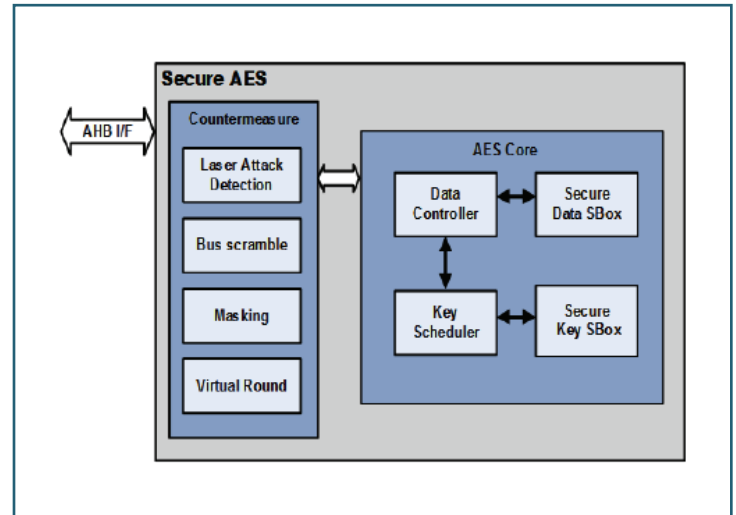 Secure AES
AHB I/F
Countermeasure
Laser Attack
Detection
Bus scramble
Masking
Virtual Round
AES Core
Data
Controller
Secure
Data SBox
Key
Scheduler
Secure
Key SBox